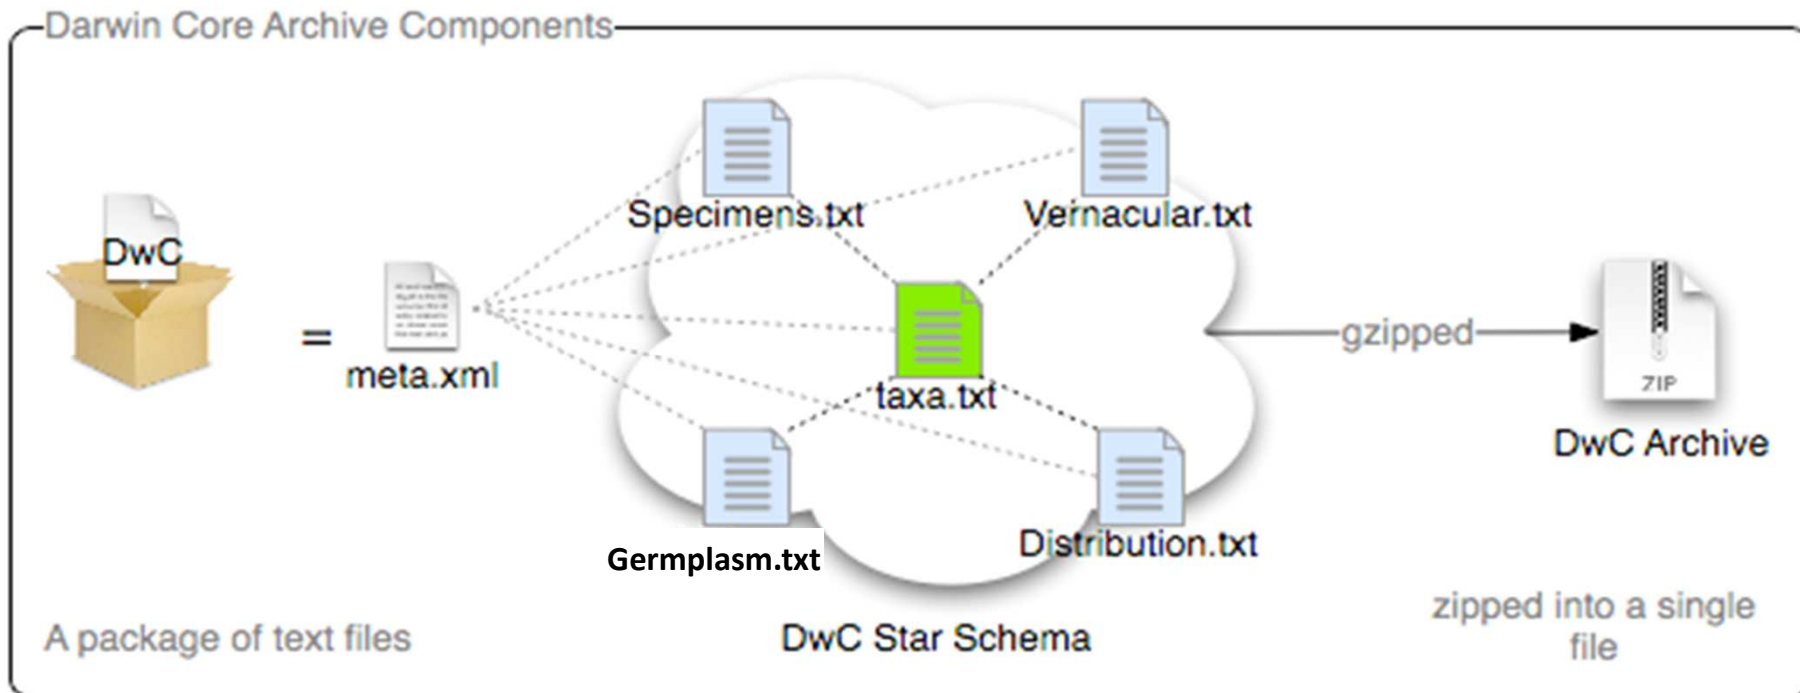 Darwin Core Archive Components
DwC
=
meta.xml
Specimens.txt
Vernacular.txt
taxa.txt
Germplasm.txt
Distribution.txt
gzipped
ZIP
DwC Archive
A package of text files
DwC Star Schema
zipped into a single
file